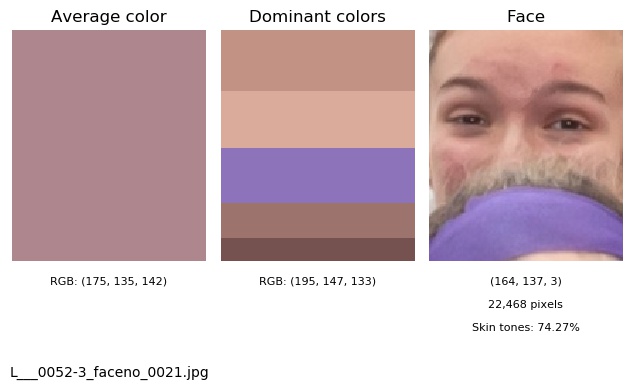 Average color
Dominant colors
Face
RGB: (175, 135, 142)
RGB: (195, 147, 133)
(164, 137, 3)
22,468 pixels
Skin tones: 74.27%
L___0052-3_faceno_0021.jpg